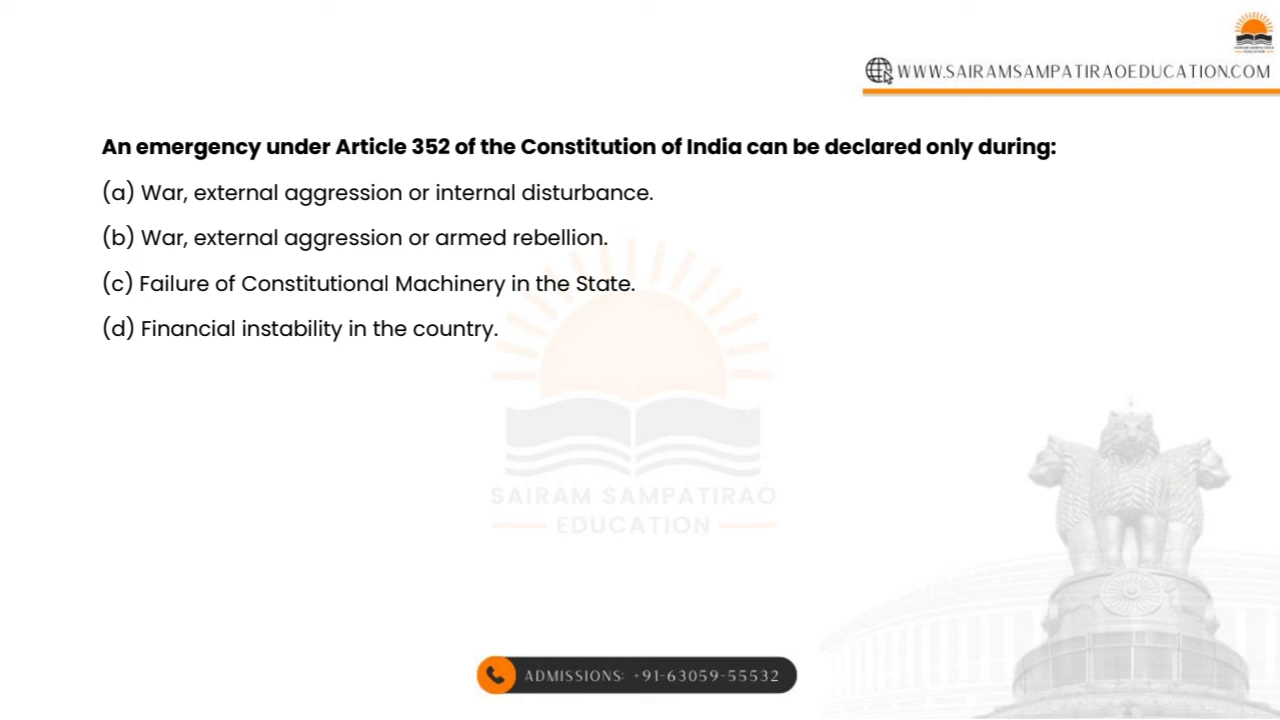 WWW.SAIRAMSAMPATIRAOEDUCATION.COM
An emergency under Article 352 of the Constitution of India can be declared only during:
(a) War, external aggression or internal disturbance.
(b) War, external aggression or armed rebellion.
(c) Failure of Constitutional Machinery in the State.
(d) Financial instability in the country.
SAIRAM SAMPATIRAO
EDUCATION
ADMISSIONS: +91-63059-55532